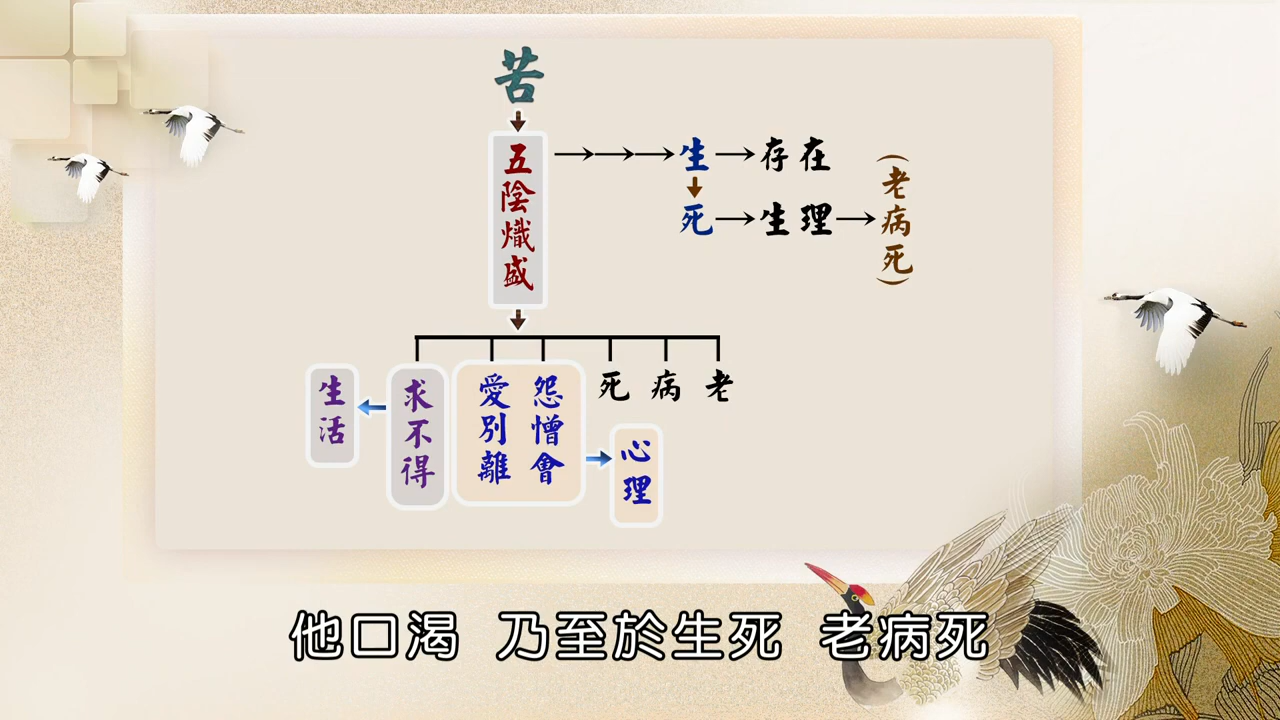 苦
五陰熾盛
生
存在
死
生理
（老病死）
老
病
死
怨憎會
愛別離
心理
求不得
生活
他口渴 乃至於生死 老病死